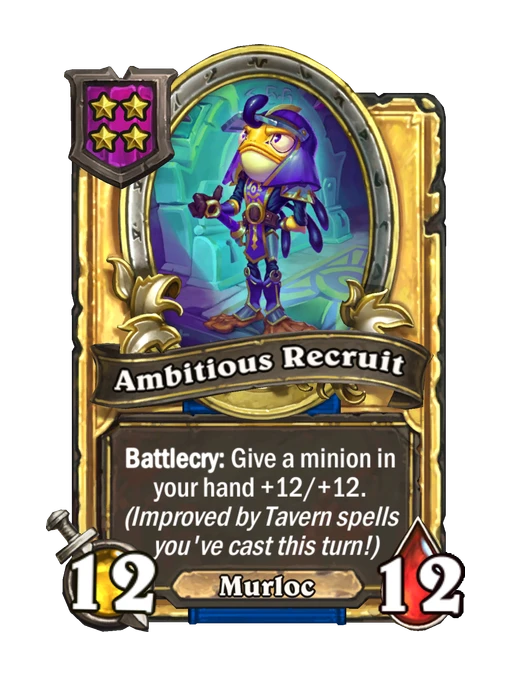 Ambitious Recruit
Battlecry: Give a minion in
your hand +12/+12.
(Improved by Tavern spells
you've cast this turn!)
12
Murloc
12